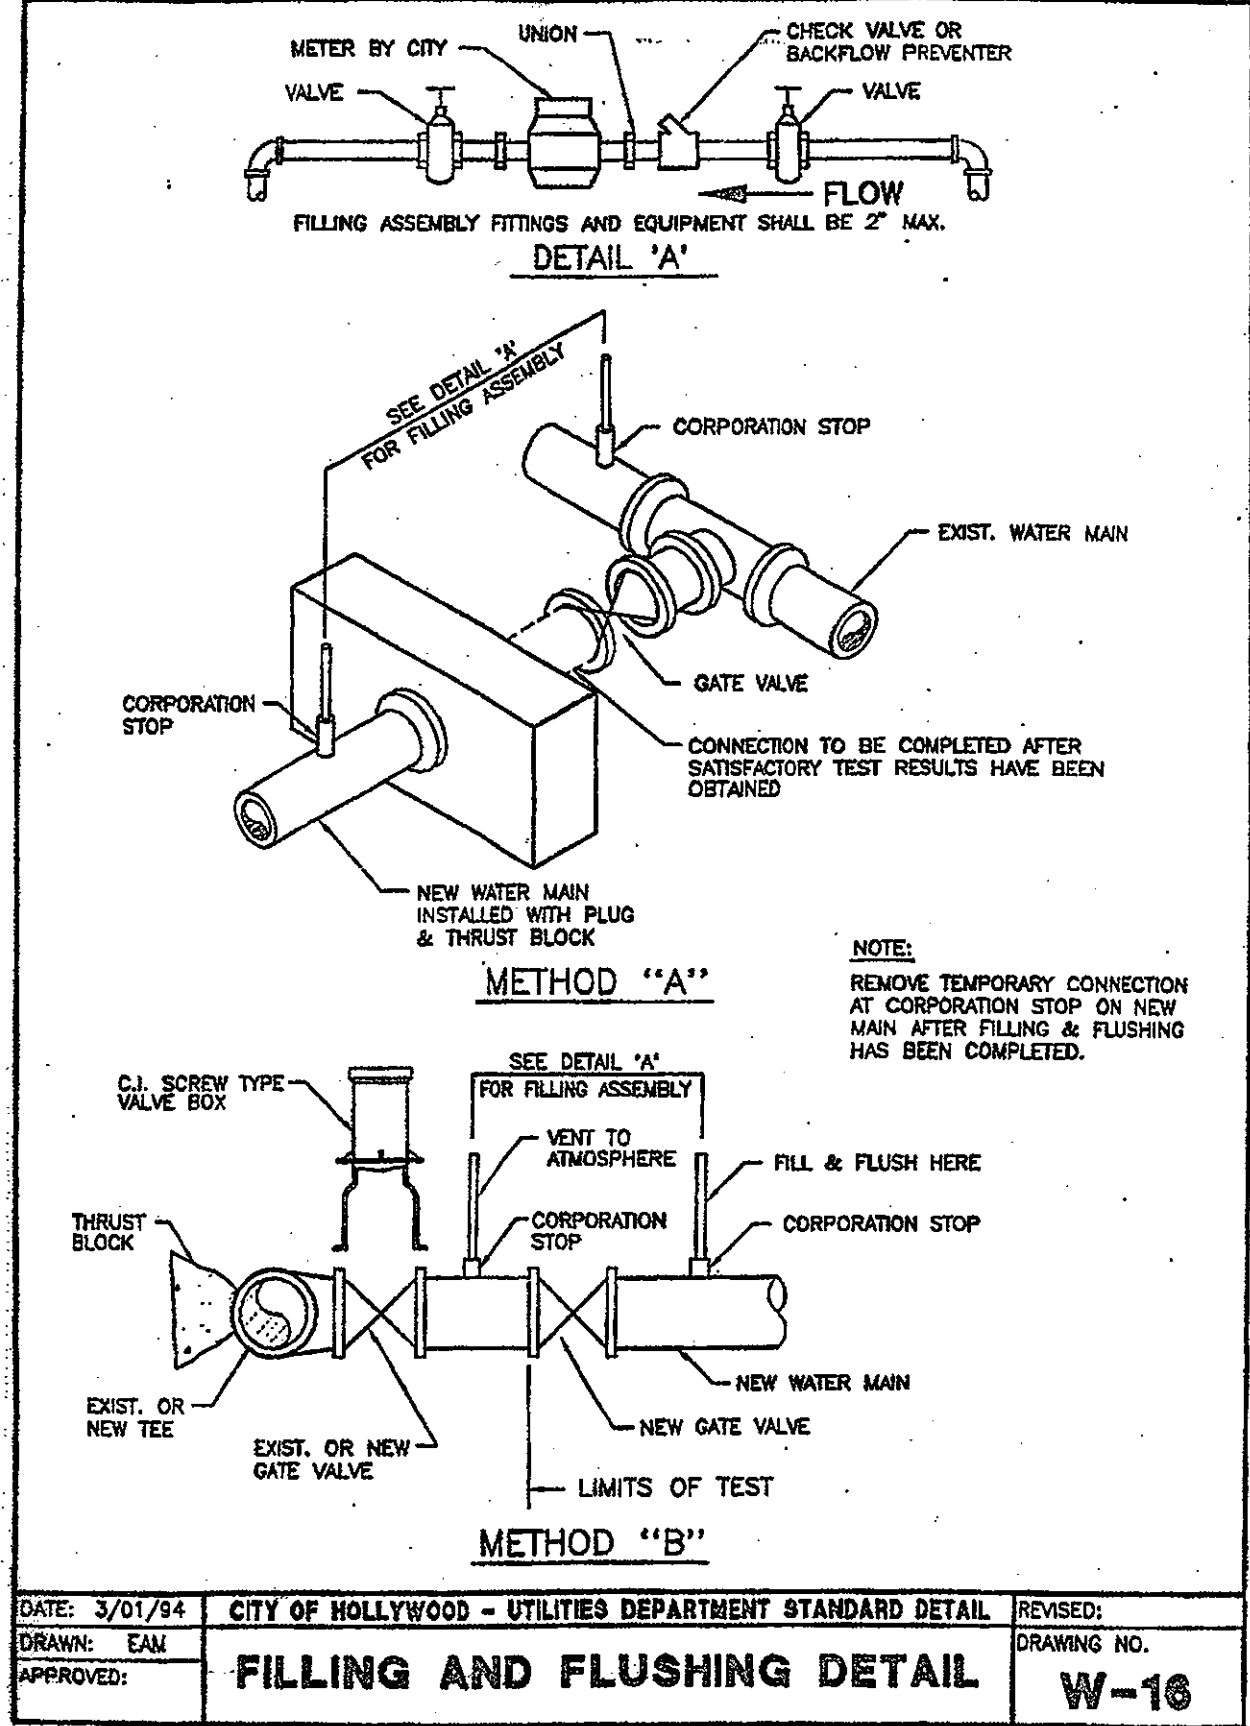 METER BY CITY
UNION
CHECK VALVE OR
BACKFLOW PREVENTER
VALVE
VALVE
FLOW
FILLING ASSEMBLY FITTINGS AND EQUIPMENT SHALL BE 2" MAX.
DETAIL 'A'
SEE DETAIL 'A'
FOR FILLING ASSEMBLY
CORPORATION STOP
EXIST. WATER MAIN
GATE VALVE
CORPORATION
STOP
CONNECTION TO BE COMPLETED AFTER
SATISFACTORY TEST RESULTS HAVE BEEN
OBTAINED
NEW WATER MAIN
INSTALLED WITH PLUG
& THRUST BLOCK
METHOD "A"
NOTE:
REMOVE TEMPORARY CONNECTION
AT CORPORATION STOP ON NEW
MAIN AFTER FILLING & FLUSHING
HAS BEEN COMPLETED.
SEE DETAIL 'A'
FOR FILLING ASSEMBLY
C.I. SCREW TYPE
VALVE BOX
VENT TO
ATMOSPHERE
FILL & FLUSH HERE
THRUST
BLOCK
CORPORATION
STOP
CORPORATION STOP
NEW WATER MAIN
EXIST. OR
NEW TEE
NEW GATE VALVE
EXIST. OR NEW
GATE VALVE
LIMITS OF TEST
METHOD "B"
DATE: 3/01/94
CITY OF HOLLYWOOD - UTILITIES DEPARTMENT STANDARD DETAIL
REVISED:
DRAWN: EAM
APPROVED:
FILLING AND FLUSHING DETAIL
DRAWING NO.
W-16